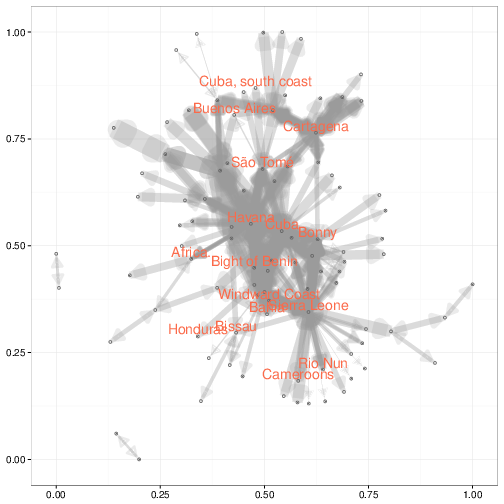 1.00
Cuba, south coast
Buenos Aires
Cartagena
0.75
São Tomé
Havana
Cuba
Bonny
0.50
Africa
Bight of Benin
Windward Coast
Bahia
Leone
Honduras
Bissau
0.25
Rio Nun
Cameroons
0.00
0.00 0.25 0.50 0.75 1.00